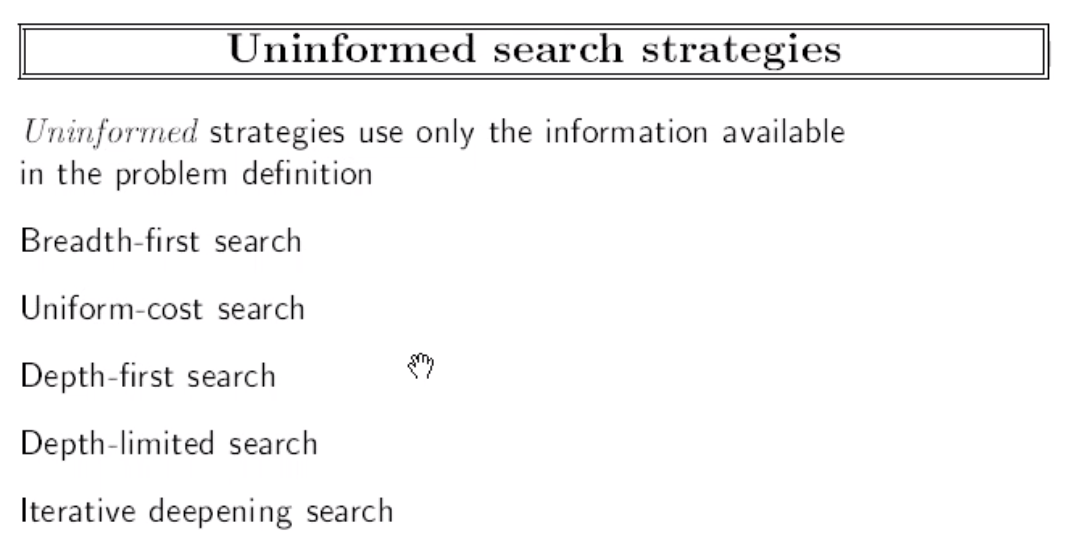 Uninformed search strategies
Uninformed strategies use only the information available
in the problem definition
Breadth-first search
Uniform-cost search
Depth-first search
Depth-limited search
Iterative deepening search